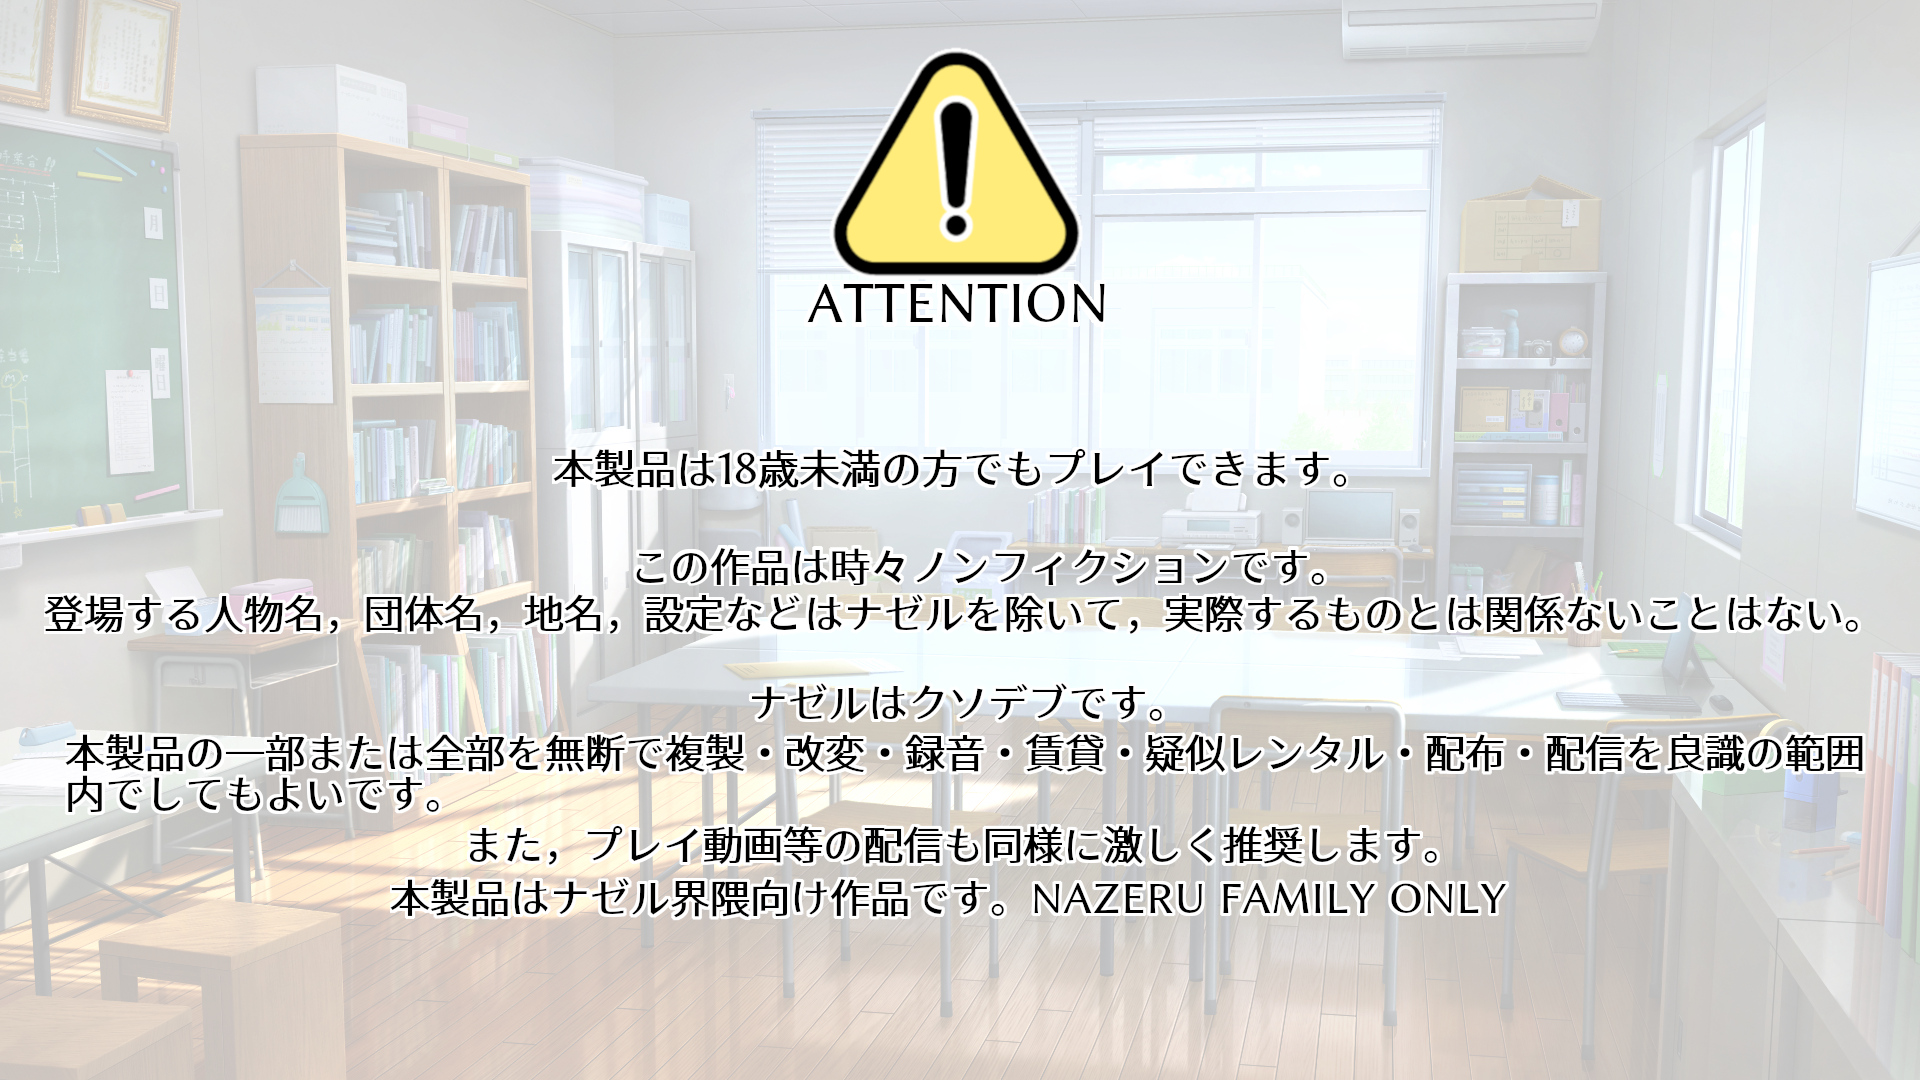 ATTENTION
本製品は18歳未満の方でもプレイできます。
この作品は時々ノンフィクションです。
登場する人物名，団体名，地名，設定などはナゼルを除いて，実際するものとは関係ないことはない。
ナゼルはクソデブです。
本製品の一部または全部を無断で複製・改変・録音・賃貸・疑似レンタル・配布・配信を良識の範囲
内でしてもよいです。
また，プレイ動画等の配信も同様に激しく推奨します。
本製品はナゼル界隈向け作品です。NAZERU FAMILY ONLY
月
日
曜日